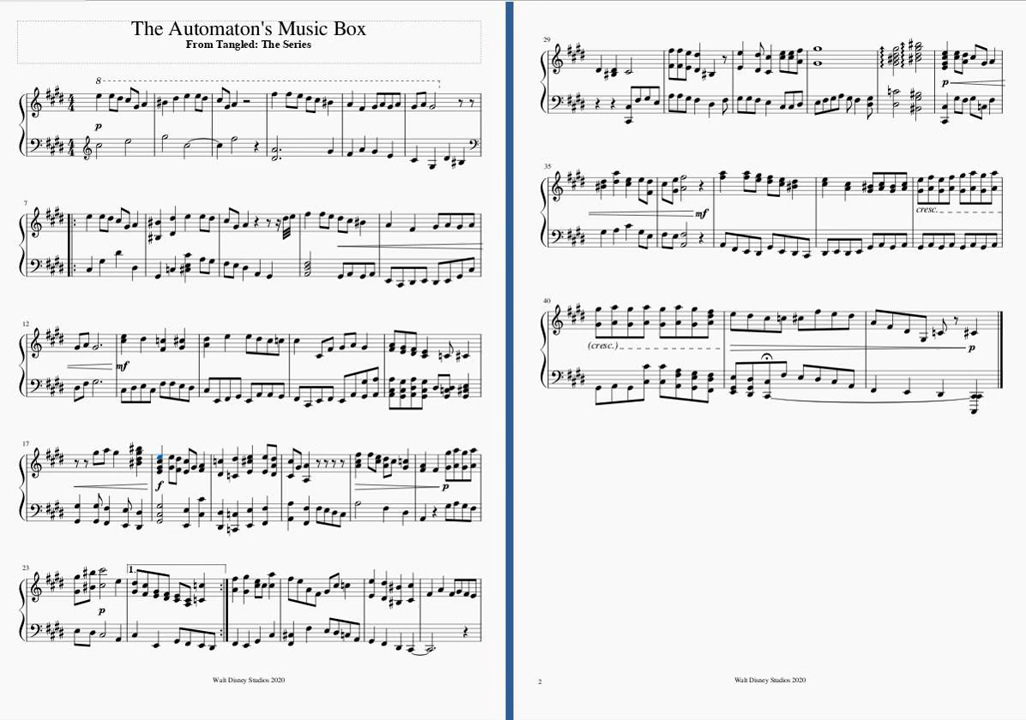 The Automaton's Music Box
From Tangled: The Series
8
p
7
12
mf
17
f
p
23
p
1.
Walt Disney Studios 2020
29
p
35
mf
cresc.
40
(cresc.)
p
2
Walt Disney Studios 2020